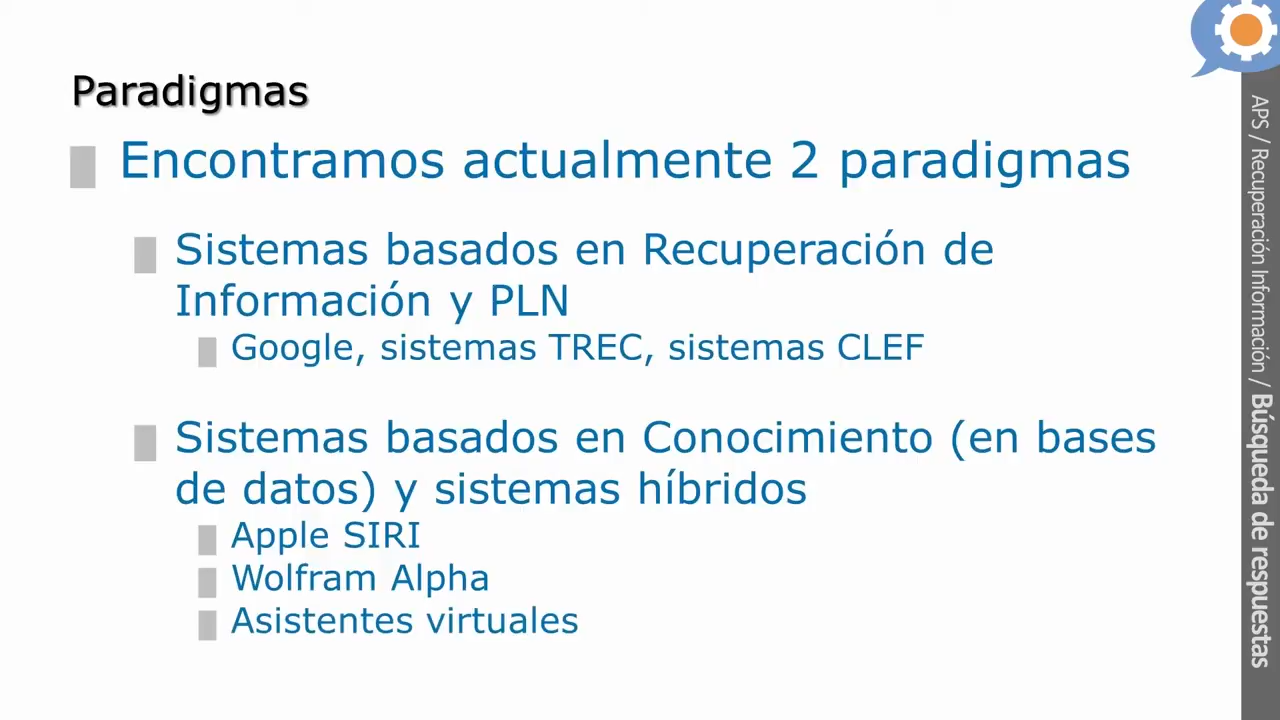 Paradigmas
Encontramos actualmente 2 paradigmas
Sistemas basados en Recuperación de
Información y PLN
Google, sistemas TREC, sistemas CLEF
Sistemas basados en Conocimiento (en bases
de datos) y sistemas híbridos
Apple SIRI
Wolfram Alpha
Asistentes virtuales
APS / Recuperación Información / Búsqueda de respuestas